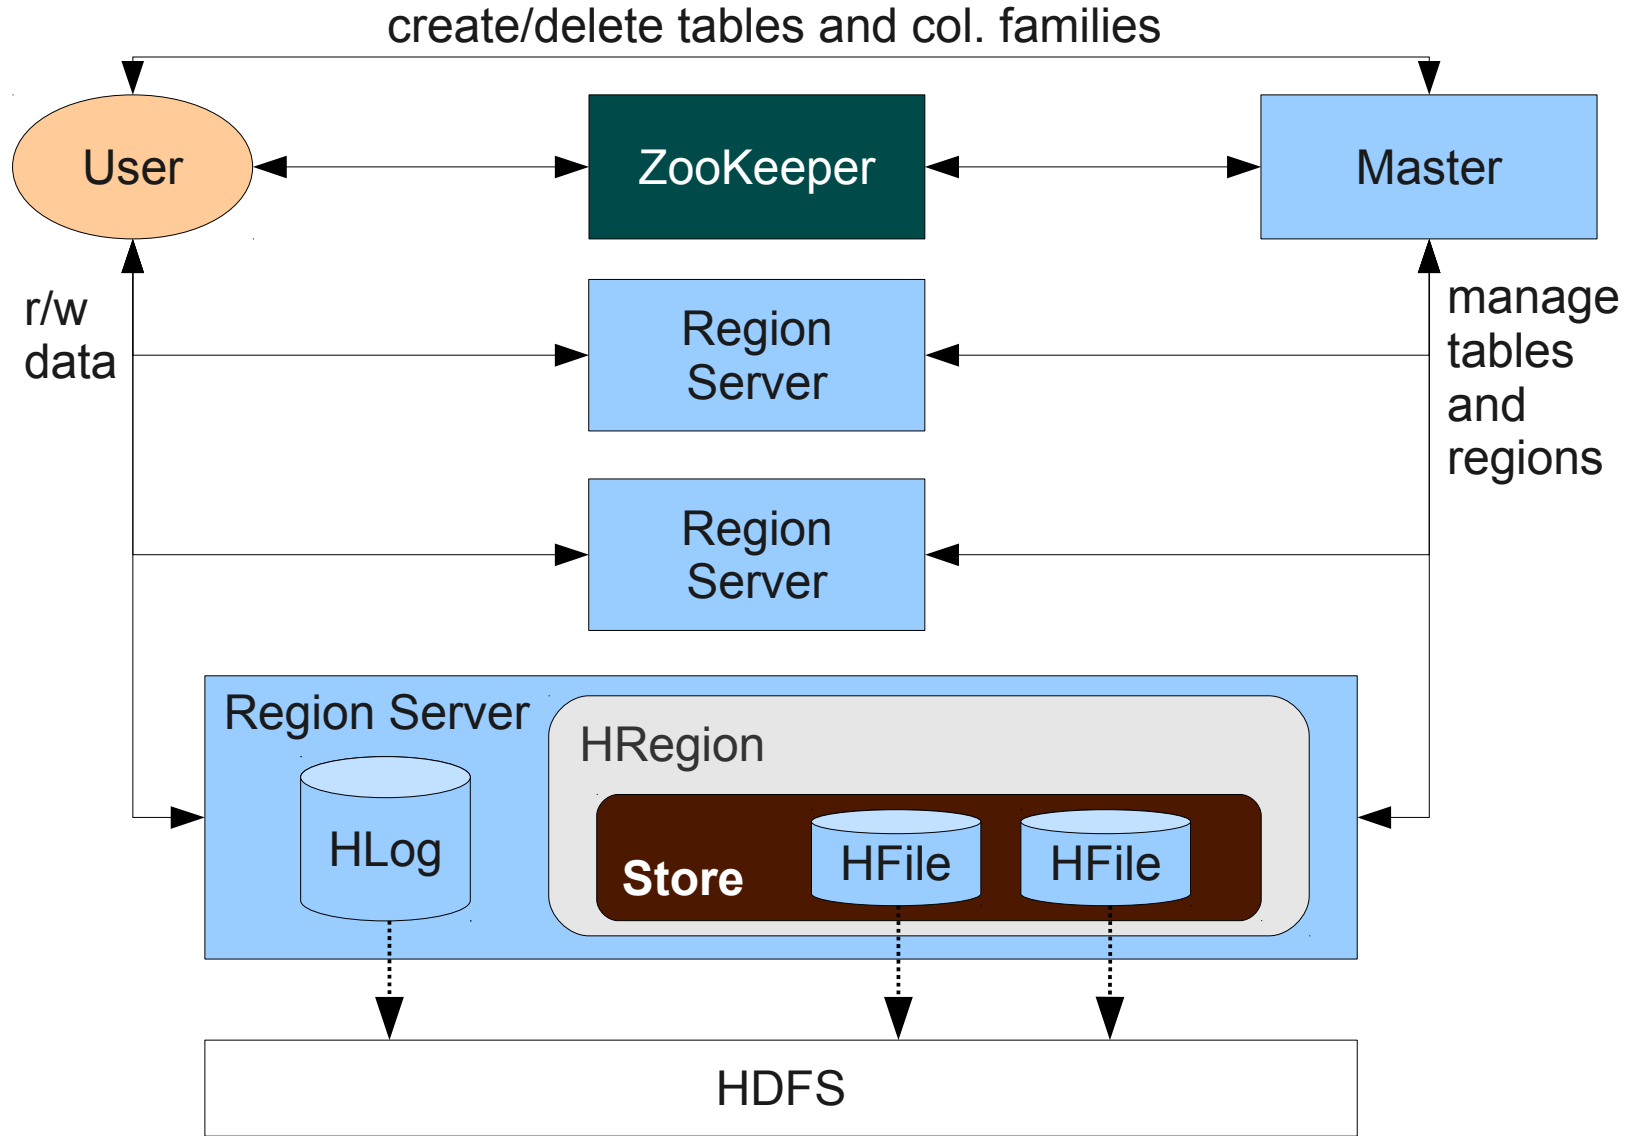 create/delete tables and col. families
User
ZooKeeper
Master
r/w
data
Region
Server
manage
tables
and
regions
Region
Server
Region Server
HRegion
HLog
Store
HFile
HFile
HDFS